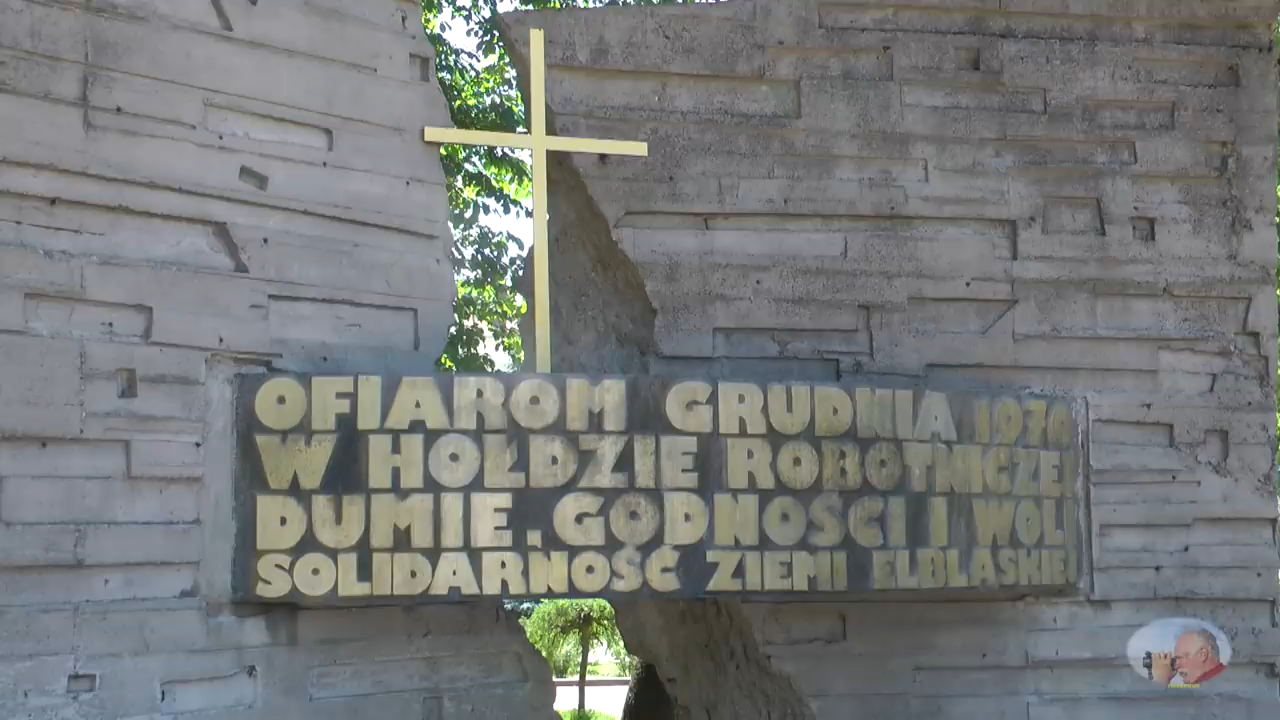 OFIAROM GRUDNIA 1970
W HOŁDZIE ROBOTNICZEJ
DUMIE, GODNOŚCI I WOLI
SOLIDARNOŚĆ ZIEMI ELBLĄSKIEJ